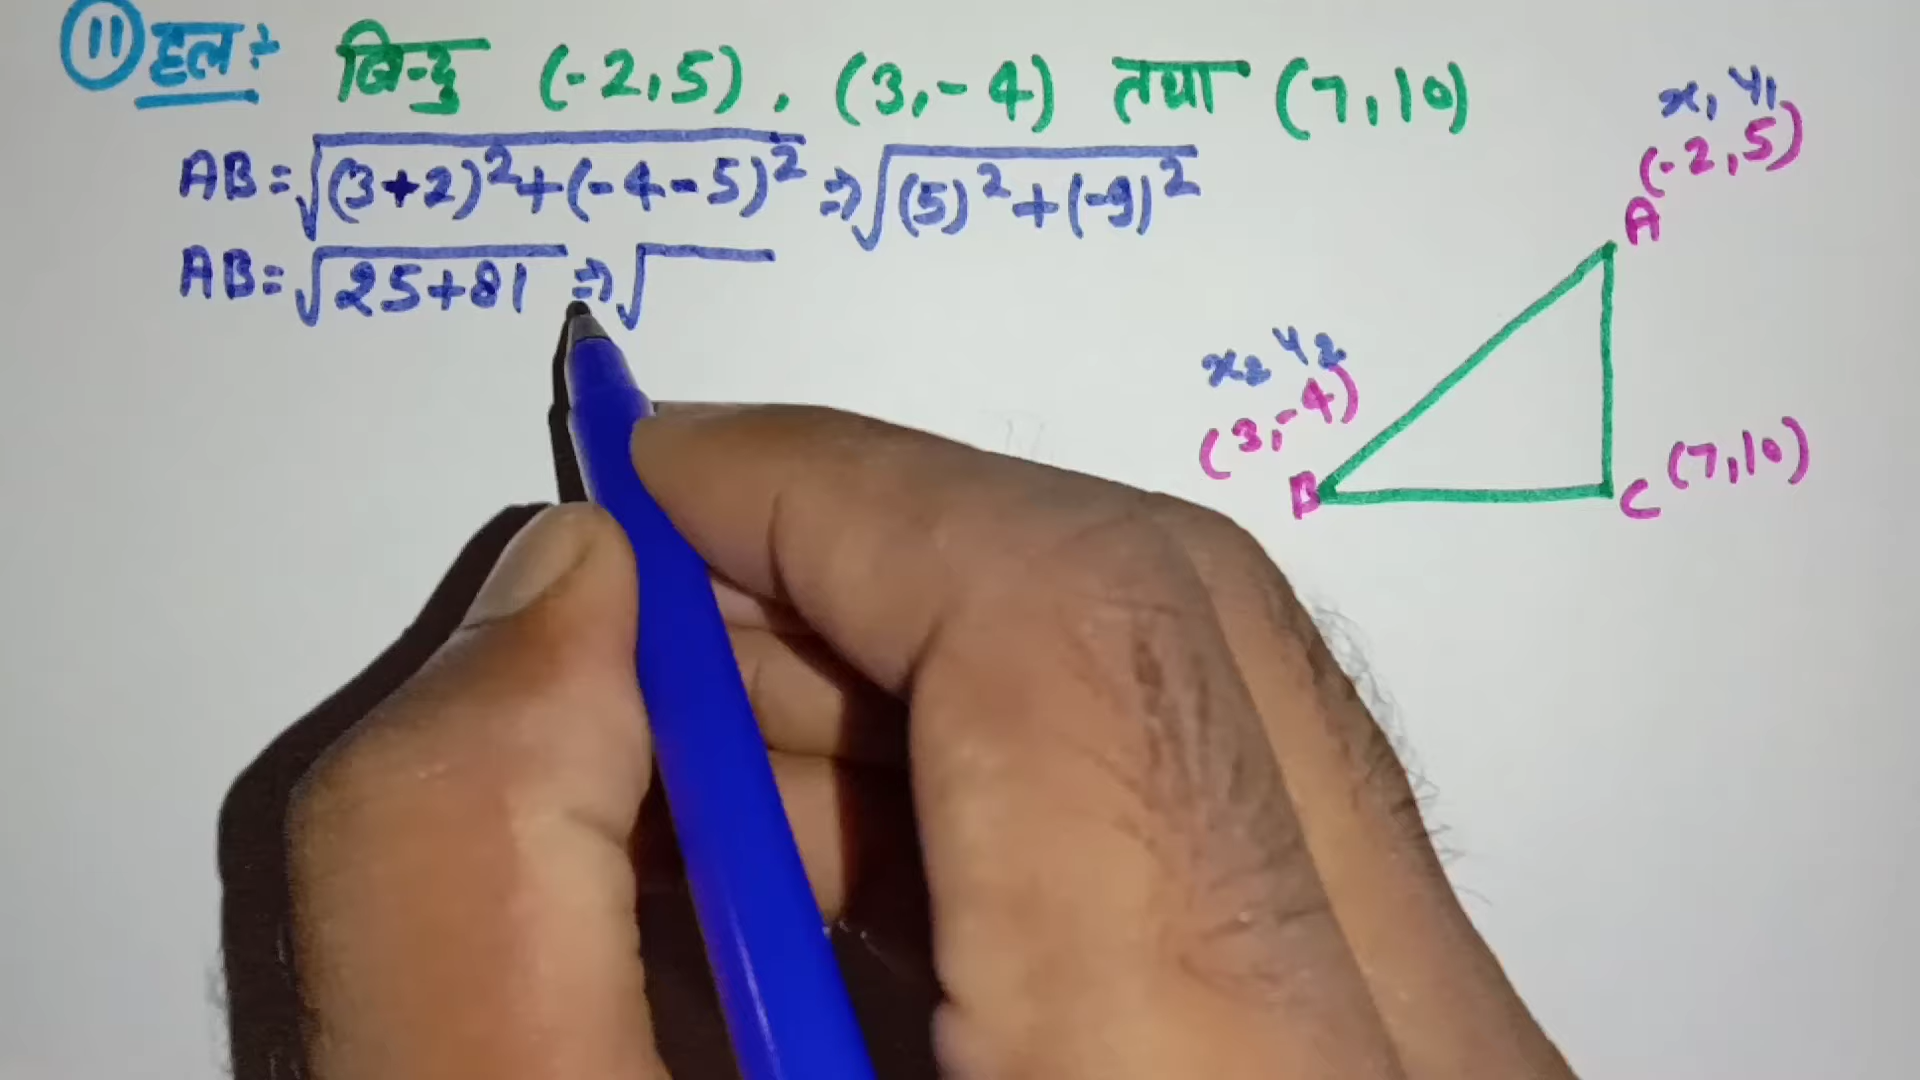 11 हल ÷ बिन्दु (-2,5), (3,-4) तथा (7,10)
AB=√(3+2)²+(-4-5)² ⇒√(5)²+(-9)²
AB=√25+81 ⇒√
x₁ y₁
(-2,5)
A
x₂ y₂
(3,-4)
B
C (7,10)